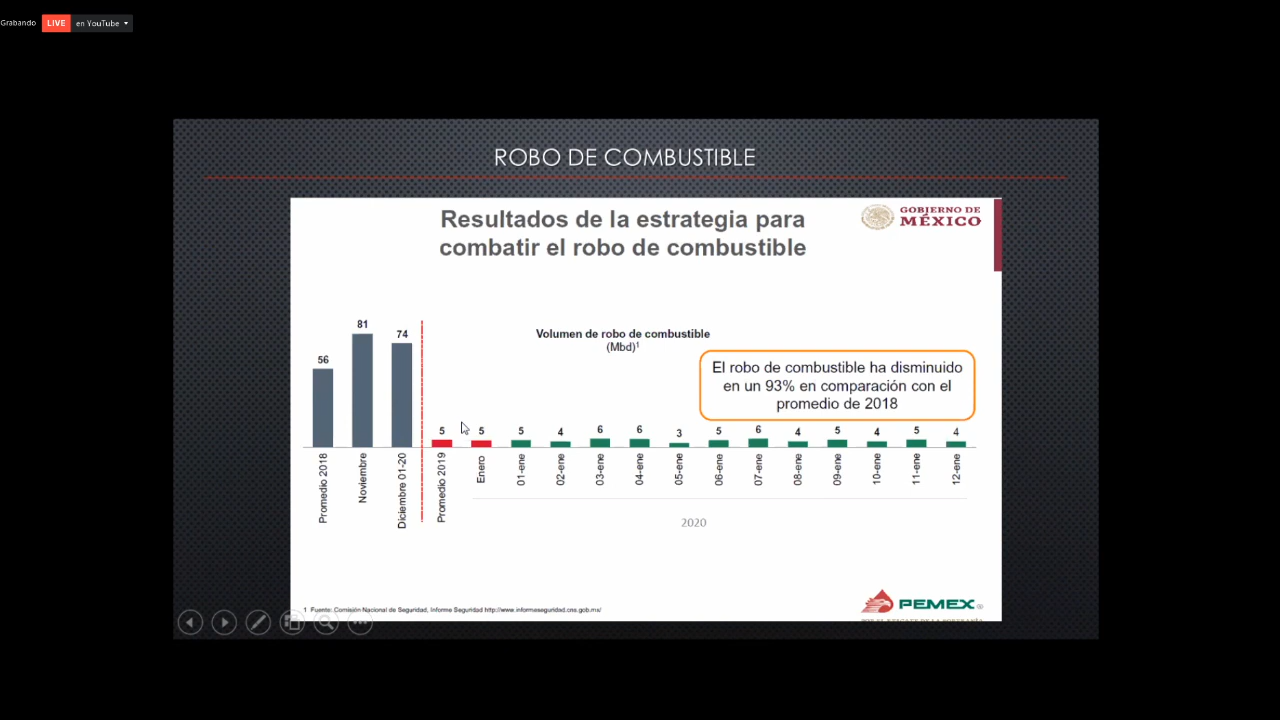 Grabando LIVE en YouTube
ROBO DE COMBUSTIBLE
Resultados de la estrategia para
combatir el robo de combustible
GOBIERNO DE
MÉXICO
Volumen de robo de combustible
(Mbd)¹
El robo de combustible ha disminuido
en un 93% en comparación con el
promedio de 2018
56 81 74 5 5 5 4 6 6 3 5 6 4 5 4 5 4
Promedio 2018 Noviembre Diciembre 01-20 Promedio 2019 Enero 01-ene 02-ene 03-ene 04-ene 05-ene 06-ene 07-ene 08-ene 09-ene 10-ene 11-ene 12-ene
2020
1 Fuente: Comisión Nacional de Seguridad, Informe Seguridad http://www.informeseguridad.cns.gob.mx/
PEMEX